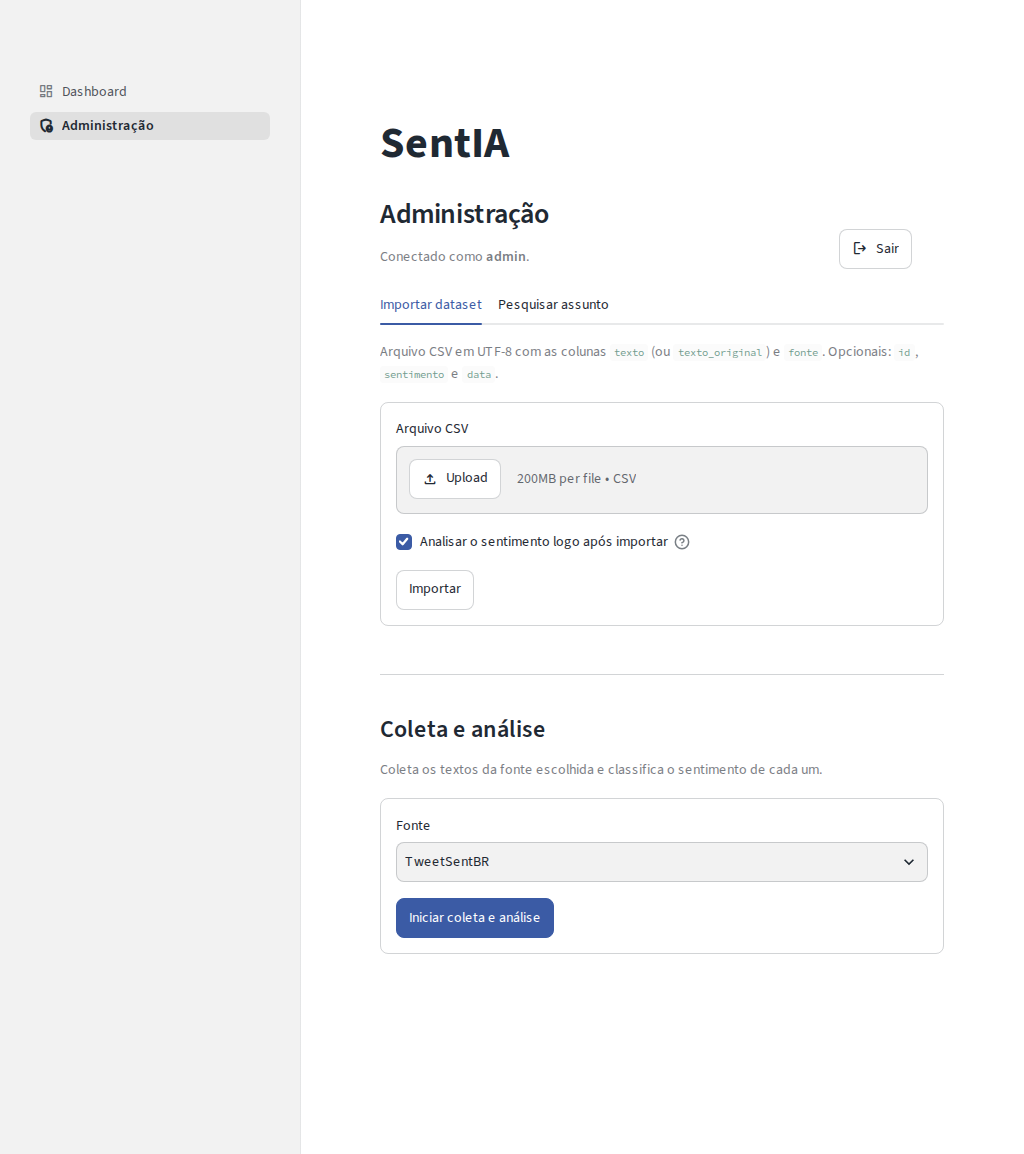 Dashboard
Administração
SentIA
Administração
Conectado como admin.
Sair
Importar dataset
Pesquisar assunto
Arquivo CSV em UTF-8 com as colunas texto (ou texto_original) e fonte. Opcionais: id,
sentimento e data.
Arquivo CSV
Upload
200MB per file • CSV
Analisar o sentimento logo após importar
Importar
Coleta e análise
Coleta os textos da fonte escolhida e classifica o sentimento de cada um.
Fonte
TweetSentBR
Iniciar coleta e análise